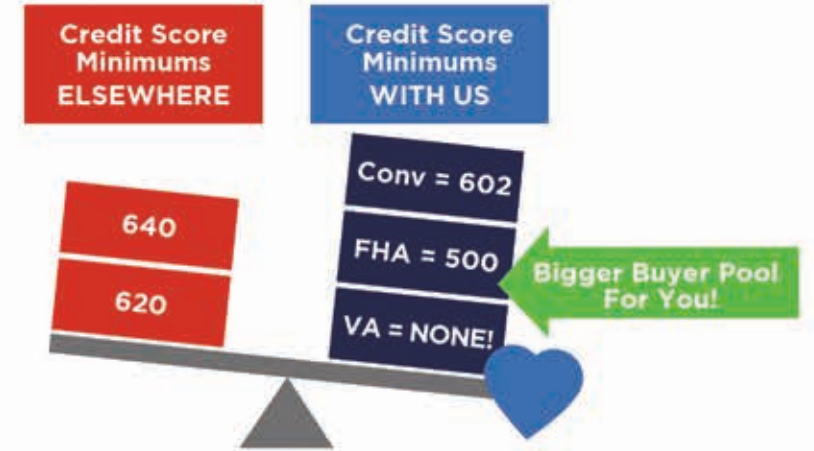 Credit Score
Minimums
ELSEWHERE
Credit Score
Minimums
WITH US
640
620
Conv = 602
FHA = 500
VA = NONE!
Bigger Buyer Pool
For You!